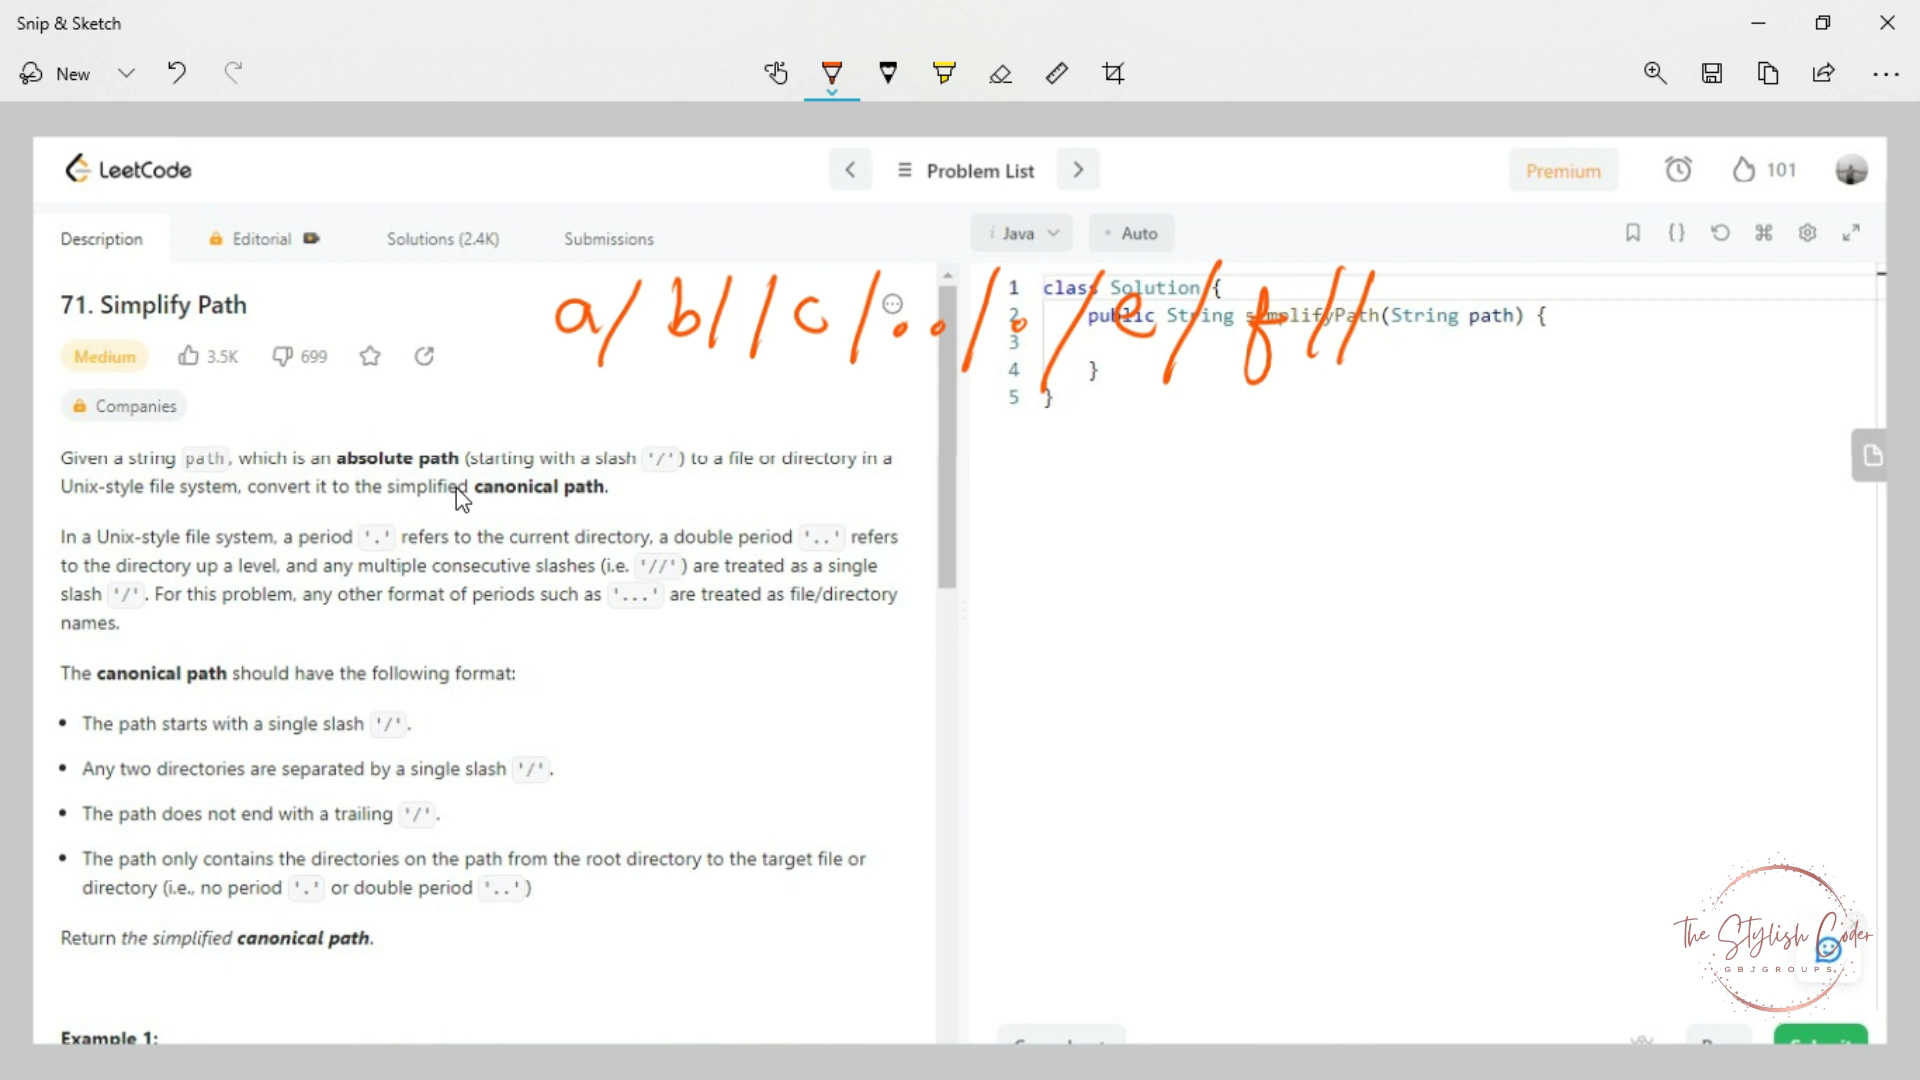 Snip & Sketch
New
LeetCode
Problem List
Premium
101
Description
Editorial
Solutions (2.4K)
Submissions
i Java
• Auto
{}
a/b//c/../././e/f//
71. Simplify Path
Medium
3.5K
699
Companies
Given a string path, which is an absolute path (starting with a slash '/') to a file or directory in a
Unix-style file system, convert it to the simplified canonical path.
In a Unix-style file system, a period '.' refers to the current directory, a double period '..' refers
to the directory up a level, and any multiple consecutive slashes (i.e. '//') are treated as a single
slash '/'. For this problem, any other format of periods such as '...' are treated as file/directory
names.
The canonical path should have the following format:
• The path starts with a single slash '/'.
• Any two directories are separated by a single slash '/'.
• The path does not end with a trailing '/'.
• The path only contains the directories on the path from the root directory to the target file or
directory (i.e., no period '.' or double period '..')
Return the simplified canonical path.
Example 1:
1 class Solution {
2 public String simplifyPath(String path) {
3
4 }
5 }
The Stylish Coder
GBJGROUPS